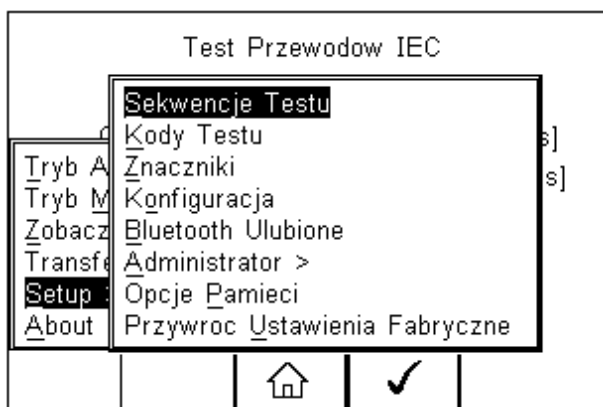 Test Przewodow IEC
Sekwencje Testu
Kody Testu
Znaczniki
Konfiguracja
Bluetooth Ulubione
Administrator >
Opcje Pamieci
Przywroc Ustawienia Fabryczne
s]
s]
Tryb A
Tryb M
Zobacz
Transfe
Setup
About